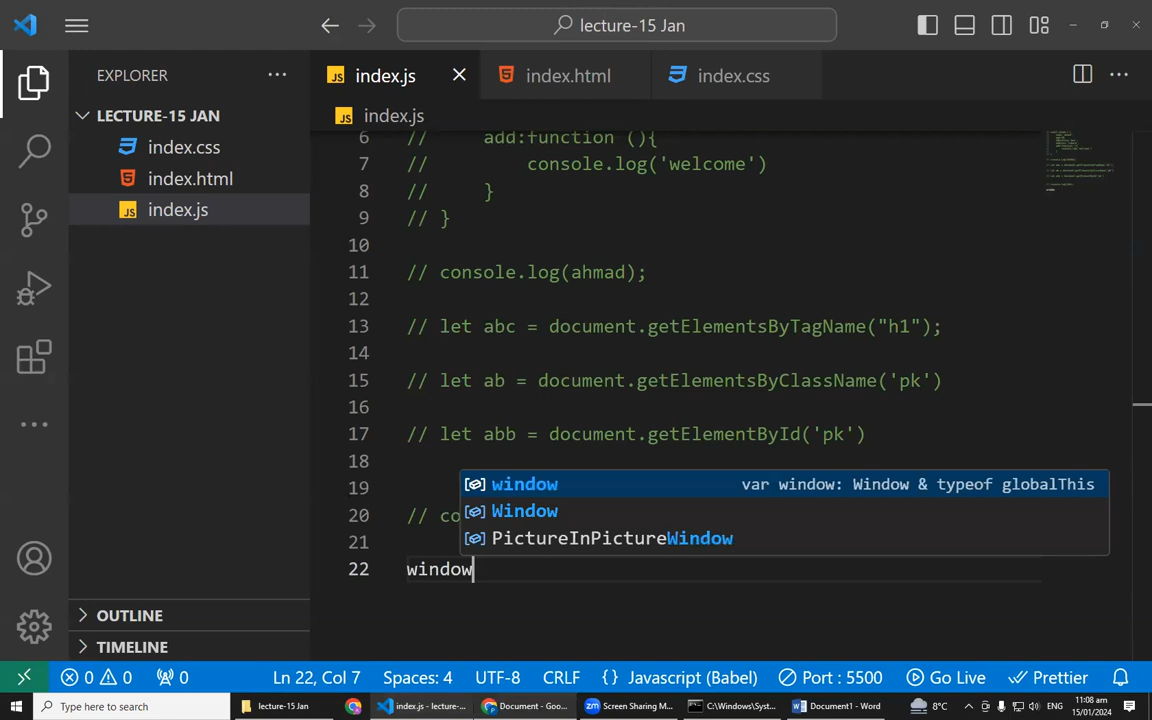 lecture-15 Jan
EXPLORER
LECTURE-15 JAN
index.css
index.html
index.js
OUTLINE
TIMELINE
JS index.js
index.html
index.css
JS index.js
6 // add:function (){
7 // console.log('welcome')
8 // }
9 // }
10
11 // console.log(ahmad);
12
13 // let abc = document.getElementsByTagName("h1");
14
15 // let ab = document.getElementsByClassName('pk')
16
17 // let abb = document.getElementById('pk')
18
19
20 // co
21
22 window
window var window: Window & typeof globalThis
Window
PictureInPictureWindow
0 0 0 Ln 22, Col 7 Spaces: 4 UTF-8 CRLF {} Javascript (Babel) Port : 5500 Go Live Prettier
Type here to search lecture-15 Jan index.js - lecture-... Document - Goo... zm Screen Sharing M... C:\Windows\Syst... Document1 - Word 8°C ENG 11:08 am
15/01/2024